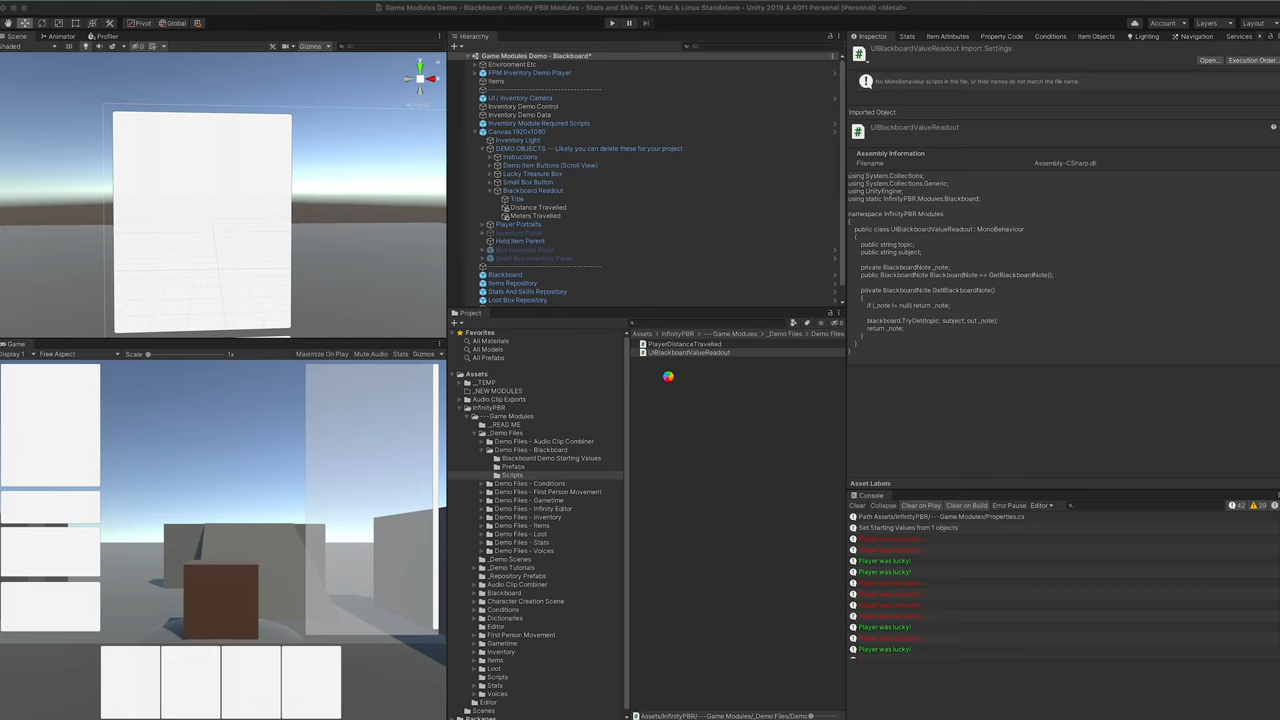 Game Modules Demo - Blackboard - Infinity PBR Modules - Stats and Skills - PC, Mac & Linux Standalone - Unity 2019.4.40f1 Personal (Personal) <Metal>
Pivot Global Account Layers Layout
Scene Animator Profiler
Shaded 2D 0 Gizmos All
Persp
Game
Display 1 Free Aspect Scale 1x Maximize On Play Mute Audio Stats Gizmos
Hierarchy
All
Game Modules Demo - Blackboard*
Environment Etc
FPM Inventory Demo Player
Items
UI / Inventory Camera
Inventory Demo Control
Inventory Demo Data
Inventory Module Required Scripts
Canvas 1920x1080
Inventory Light
DEMO OBJECTS -- Likely you can delete these for your project
Instructions
Demo Item Buttons (Scroll View)
Lucky Treasure Box
Small Box Button
Blackboard Readout
Title
Distance Travelled
Meters Travelled
Player Portraits
Inventory Panel
Held Item Parent
Box Inventory Panel
Small Box Inventory Panel
Blackboard
Items Repository
Stats And Skills Repository
Loot Box Repository
Project
Favorites
All Materials
All Models
All Prefabs
Assets
__TEMP
_NEW MODULES
Audio Clip Exports
InfinityPBR
---Game Modules
__READ ME
_Demo Files
Demo Files - Audio Clip Combiner
Demo Files - Blackboard
Blackboard Demo Starting Values
Prefabs
Scripts
Demo Files - Conditions
Demo Files - First Person Movement
Demo Files - Gametime
Demo Files - Infinity Editor
Demo Files - Inventory
Demo Files - Items
Demo Files - Loot
Demo Files - Stats
Demo Files - Voices
_Demo Scenes
_Demo Tutorials
_Repository Prefabs
Audio Clip Combiner
Blackboard
Character Creation Scene
Conditions
Dictionaries
Editor
First Person Movement
Gametime
Inventory
Items
Loot
Scripts
Stats
Voices
Editor
Scenes
Packages
Assets InfinityPBR ---Game Modules _Demo Files Demo Files
PlayerDistanceTravelled
UIBlackboardValueReadout
Assets/InfinityPBR/---Game Modules/_Demo Files/Demo
Inspector Stats Item Attributes Property Code Conditions Item Objects Lighting Navigation Services
UIBlackboardValueReadout Import Settings
Open... Execution Order...
No MonoBehaviour scripts in the file, or their names do not match the file name.
Imported Object
UIBlackboardValueReadout
Assembly Information
Filename Assembly-CSharp.dll
using System.Collections;
using System.Collections.Generic;
using UnityEngine;
using static InfinityPBR.Modules.Blackboard;
namespace InfinityPBR.Modules
{
public class UIBlackboardValueReadout : MonoBehaviour
{
public string topic;
public string subject;
private BlackboardNote _note;
public BlackboardNote BlackboardNote => GetBlackboardNote();
private BlackboardNote GetBlackboardNote()
{
if (_note != null) return _note;
blackboard.TryGet(topic, subject, out _note);
return _note;
}
}
}
Asset Labels
Console
Clear Collapse Clear on Play Clear on Build Error Pause Editor 42 29
Path Assets/InfinityPBR/---Game Modules/Properties.cs
Set Starting Values from 1 objects
Player was lucky!
Player was lucky!
Player was lucky!
Player was lucky!